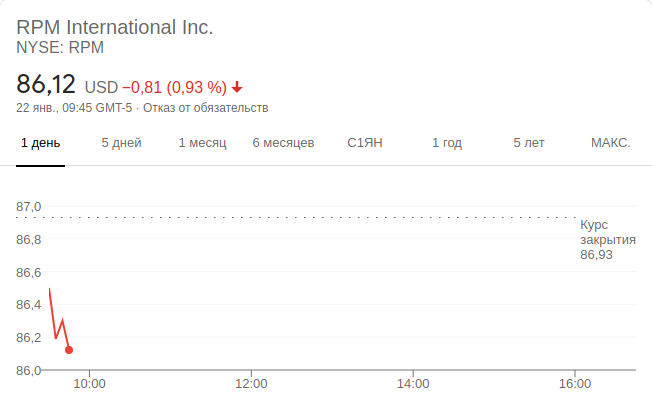 RPM International Inc.
NYSE: RPM
86,12 USD −0,81 (0,93 %)
22 янв., 09:45 GMT-5 · Отказ от обязательств
1 день 5 дней 1 месяц 6 месяцев С1ЯН 1 год 5 лет МАКС.
87,0
Курс
закрытия
86,93
86,8
86,6
86,4
86,2
86,0
10:00 12:00 14:00 16:00